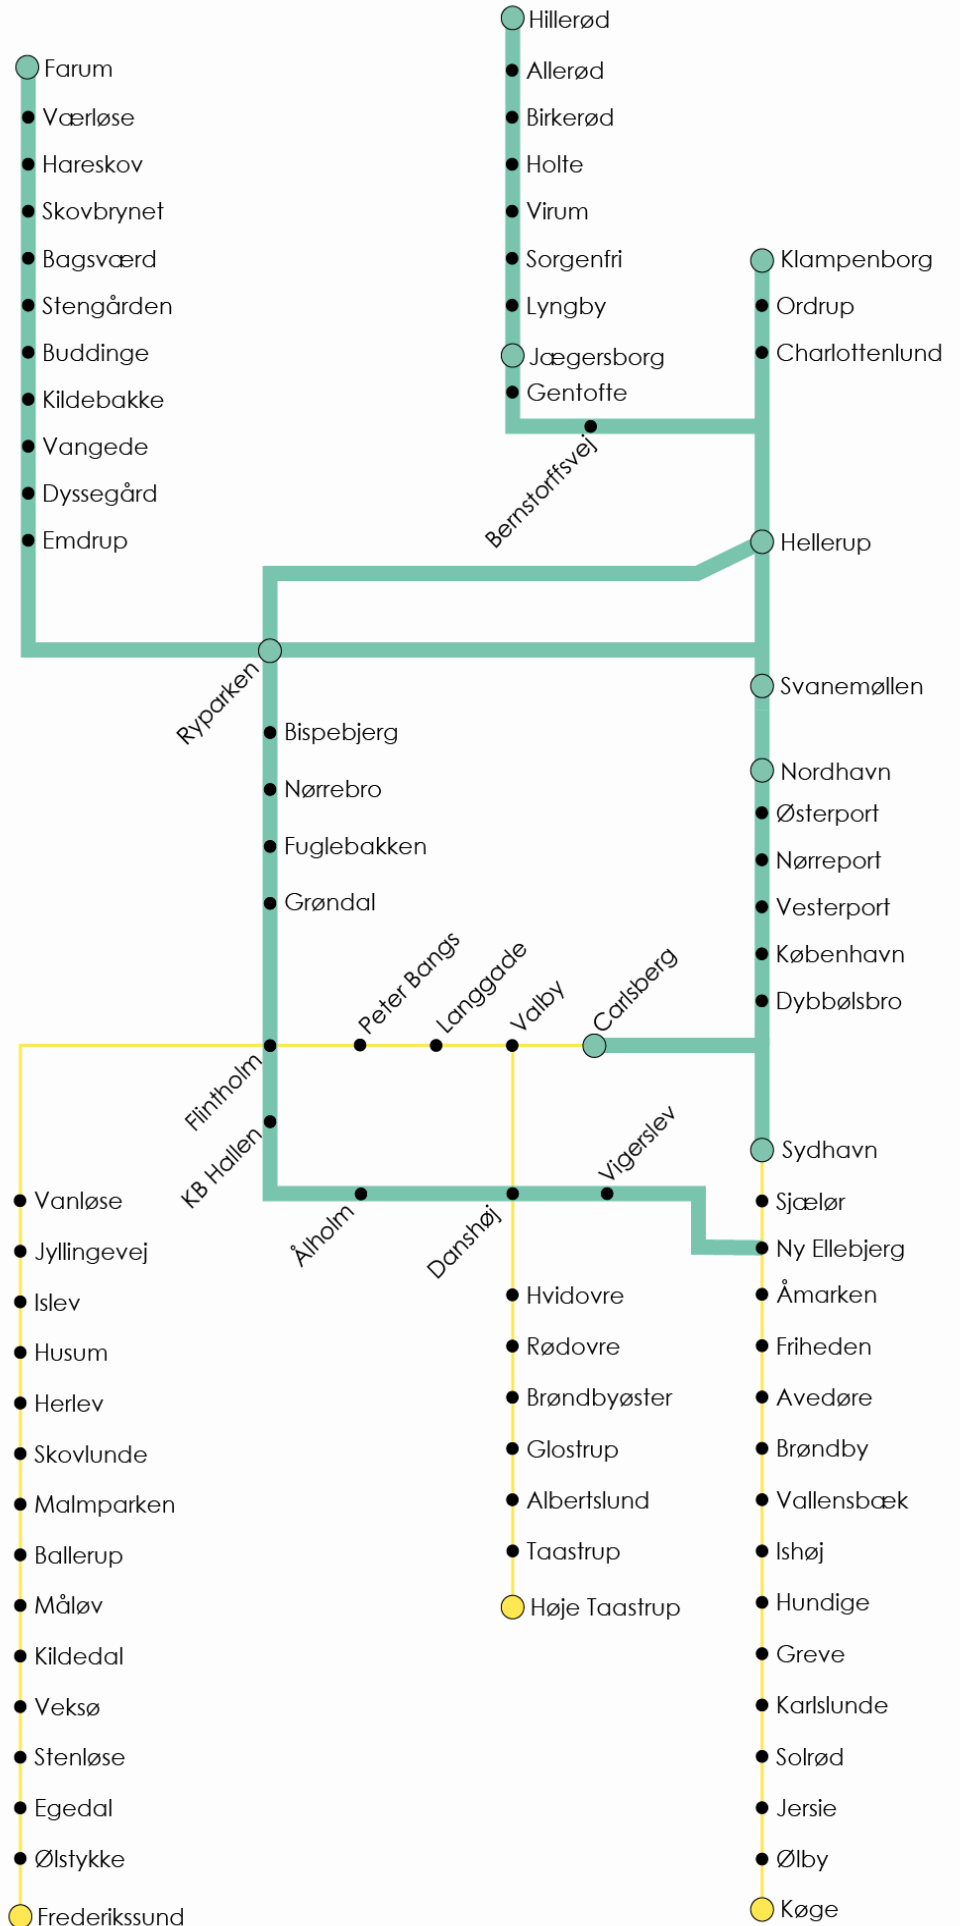 Hillerød
Allerød
Birkerød
Holte
Virum
Sorgenfri
Lyngby
Jægersborg
Gentofte
Bernstorffsvej
Farum
Værløse
Hareskov
Skovbrynet
Bagsværd
Stengården
Buddinge
Kildebakke
Vangede
Dyssegård
Emdrup
Ryparken
Klampenborg
Ordrup
Charlottenlund
Hellerup
Svanemøllen
Nordhavn
Østerport
Nørreport
Vesterport
København
Dybbølsbro
Sydhavn
Sjælør
Ny Ellebjerg
Åmarken
Friheden
Avedøre
Brøndby
Vallensbæk
Ishøj
Hundige
Greve
Karlslunde
Solrød
Jersie
Ølby
Køge
Bispebjerg
Nørrebro
Fuglebakken
Grøndal
Flintholm
KB Hallen
Ålholm
Danshøj
Vigerslev
Peter Bangs
Langgade
Valby
Carlsberg
Hvidovre
Rødovre
Brøndbyøster
Glostrup
Albertslund
Taastrup
Høje Taastrup
Vanløse
Jyllingevej
Islev
Husum
Herlev
Skovlunde
Malmparken
Ballerup
Måløv
Kildedal
Veksø
Stenløse
Egedal
Ølstykke
Frederikssund